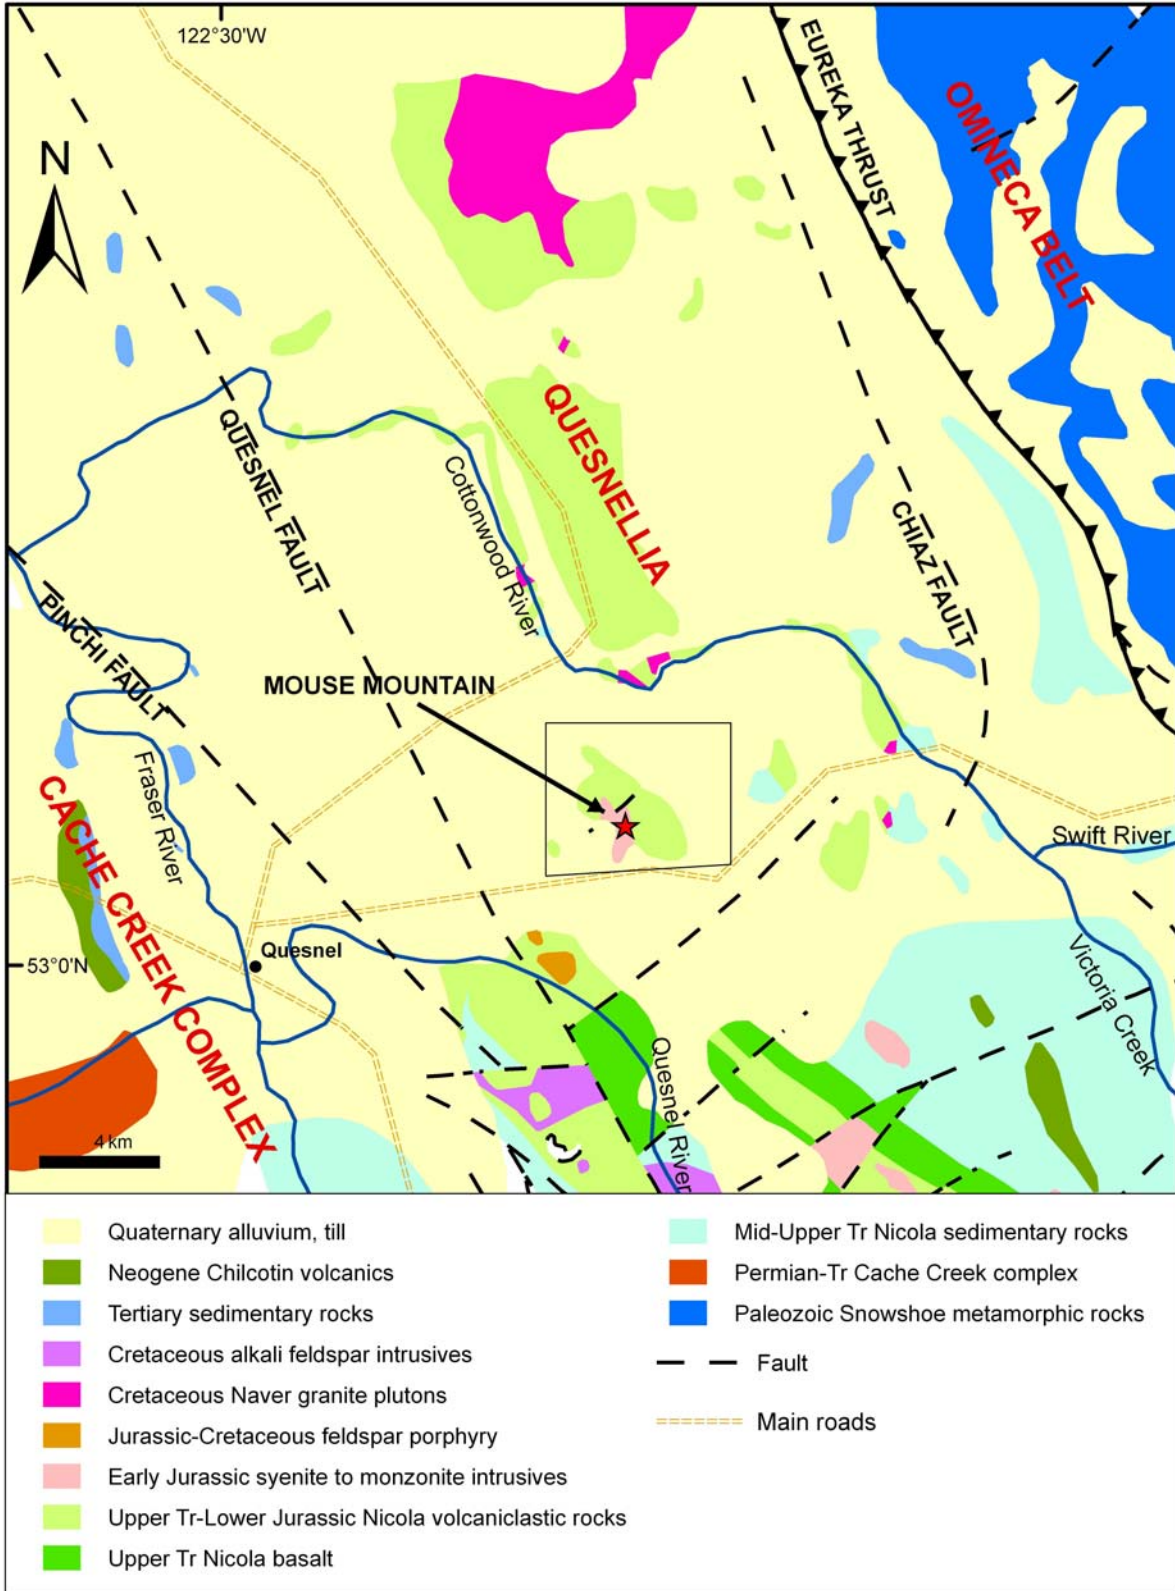 122°30'W
N
EUREKA THRUST
OMINECA BELT
QUESNELLIA
QUESNEL FAULT
Cottonwood River
CHIAZ FAULT
PINCHI FAULT
MOUSE MOUNTAIN
Fraser River
CACHE CREEK COMPLEX
Swift River
Quesnel
53°0'N
Victoria Creek
Quesnel River
4 km
Quaternary alluvium, till
Neogene Chilcotin volcanics
Tertiary sedimentary rocks
Cretaceous alkali feldspar intrusives
Cretaceous Naver granite plutons
Jurassic-Cretaceous feldspar porphyry
Early Jurassic syenite to monzonite intrusives
Upper Tr-Lower Jurassic Nicola volcaniclastic rocks
Upper Tr Nicola basalt
Mid-Upper Tr Nicola sedimentary rocks
Permian-Tr Cache Creek complex
Paleozoic Snowshoe metamorphic rocks
Fault
Main roads